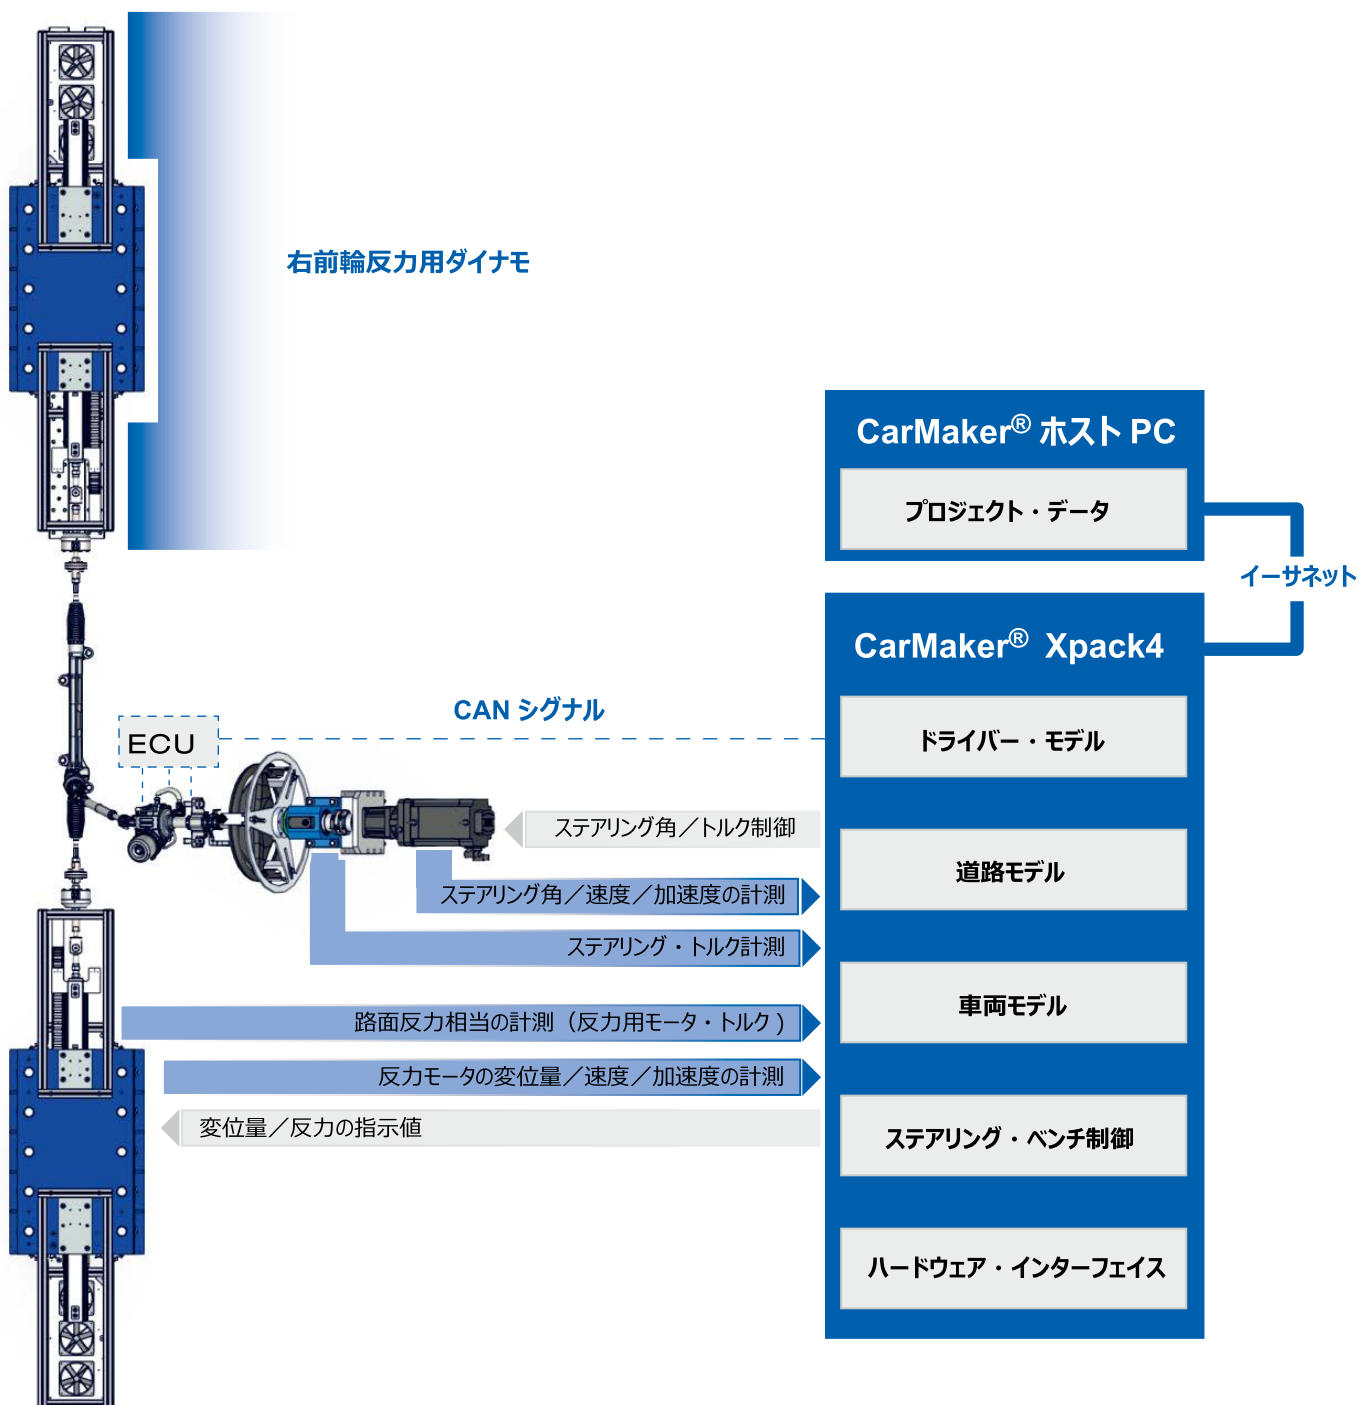 右前輪反力用ダイナモ
CarMaker® ホスト PC
プロジェクト・データ
イーサネット
CarMaker® Xpack4
CAN シグナル
ECU
ドライバー・モデル
ステアリング角／トルク制御
道路モデル
ステアリング角／速度／加速度の計測
ステアリング・トルク計測
車両モデル
路面反力相当の計測（反力用モータ・トルク）
反力モータの変位量／速度／加速度の計測
変位量／反力の指示値
ステアリング・ベンチ制御
ハードウェア・インターフェイス